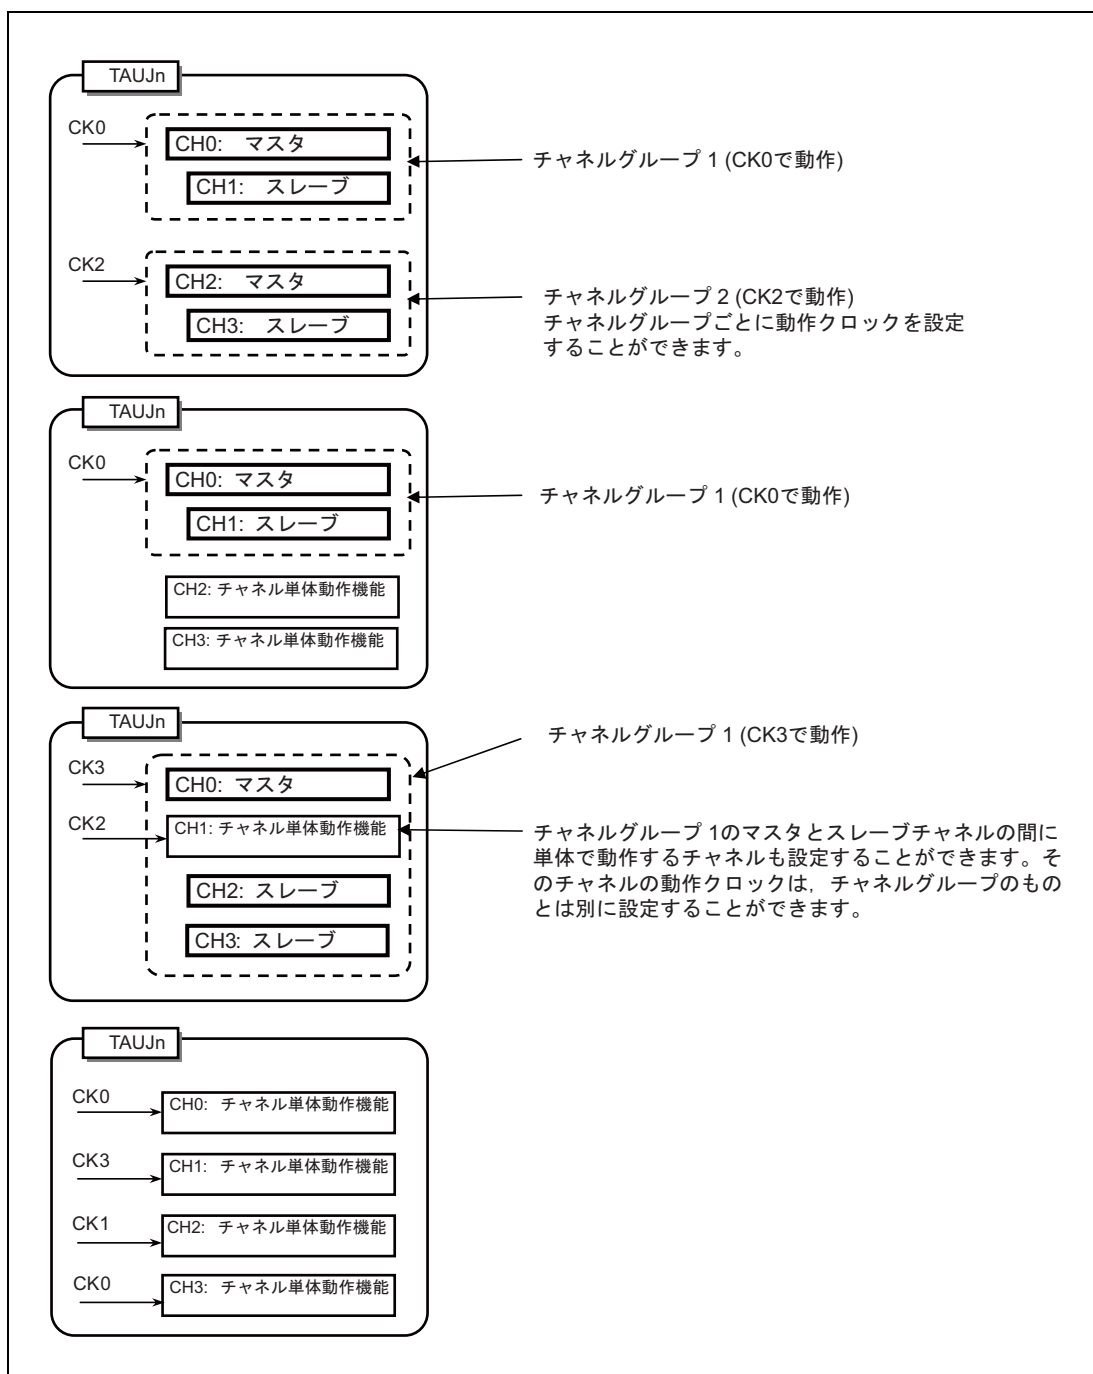 TAUJn
CK0
CH0: マスタ
CH1: スレーブ
チャネルグループ 1 (CK0で動作)
CK2
CH2: マスタ
CH3: スレーブ
チャネルグループ 2 (CK2で動作)
チャネルグループごとに動作クロックを設定
することができます。
TAUJn
CK0
CH0: マスタ
CH1: スレーブ
チャネルグループ 1 (CK0で動作)
CH2: チャネル単体動作機能
CH3: チャネル単体動作機能
TAUJn
チャネルグループ 1 (CK3で動作)
CK3
CH0: マスタ
CK2
CH1: チャネル単体動作機能
チャネルグループ 1のマスタとスレーブチャネルの間に
単体で動作するチャネルも設定することができます。そ
のチャネルの動作クロックは，チャネルグループのもの
とは別に設定することができます。
CH2: スレーブ
CH3: スレーブ
TAUJn
CK0
CH0: チャネル単体動作機能
CK3
CH1: チャネル単体動作機能
CK1
CH2: チャネル単体動作機能
CK0
CH3: チャネル単体動作機能